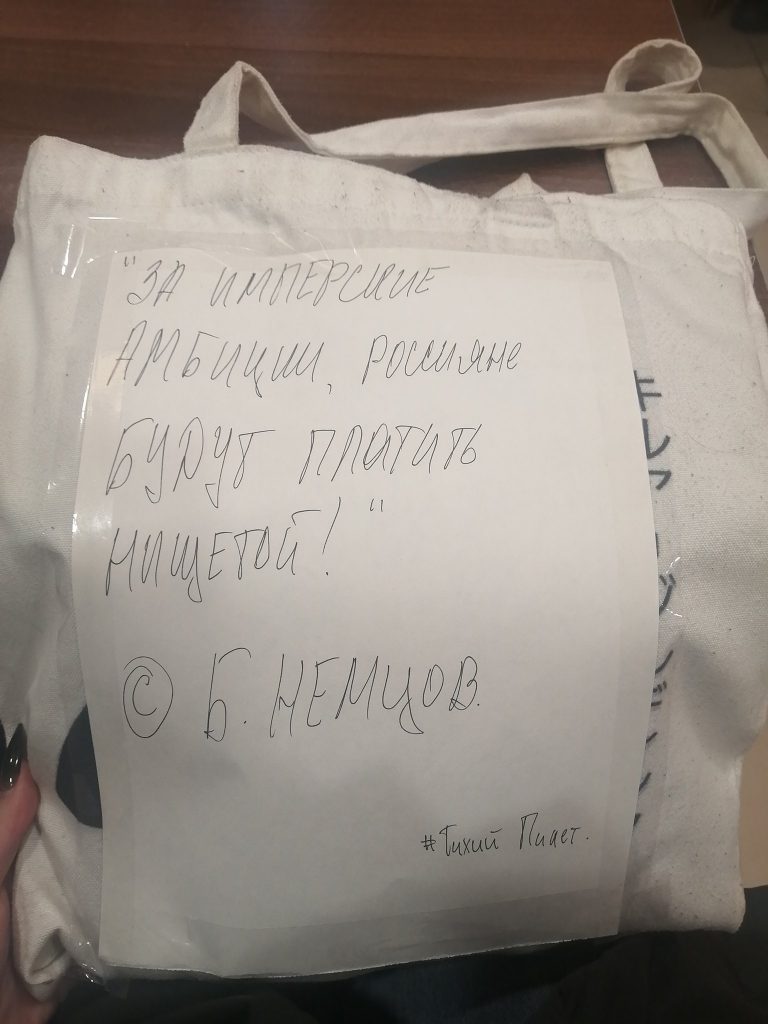 "ЗА ИМПЕРСКИЕ
АМБИЦИИ, РОССИЯНЕ
БУДУТ ПЛАТИТЬ
НИЩЕТОЙ!"
© Б. НЕМЦОВ.
#Тихий Пикет.